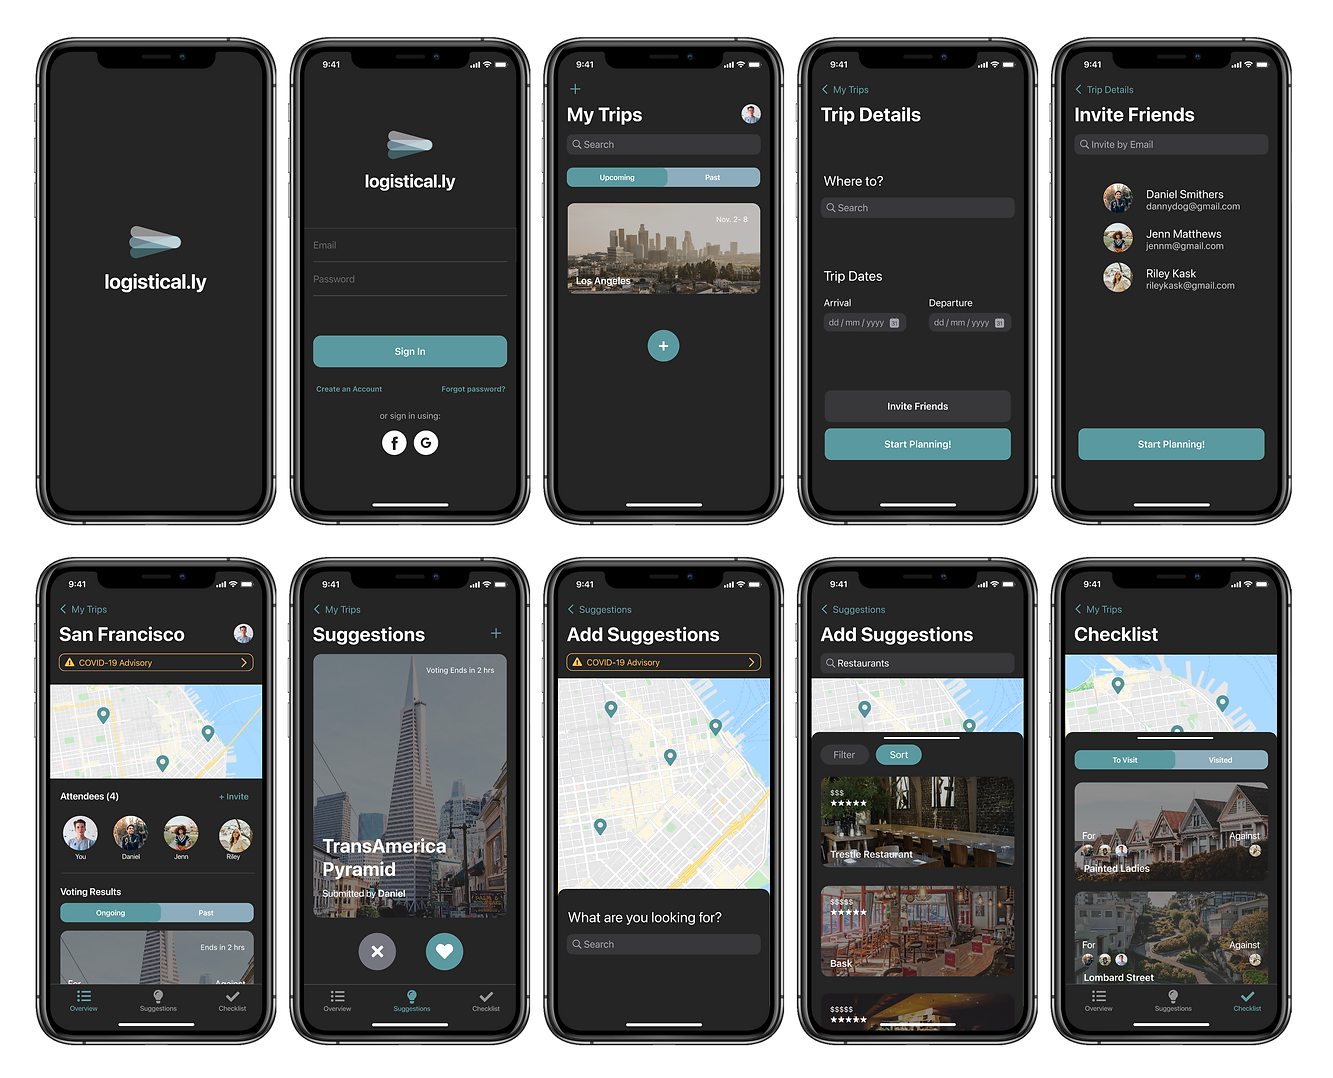 logistical.ly
9:41
logistical.ly
Email
Password
Sign In
Create an Account
Forgot password?
or sign in using:
f
G
9:41
My Trips
Search
Upcoming
Past
Nov. 2- 8
Los Angeles
9:41
My Trips
Trip Details
Where to?
Search
Trip Dates
Arrival
Departure
dd / mm / yyyy
31
dd / mm / yyyy
31
Invite Friends
Start Planning!
9:41
Trip Details
Invite Friends
Invite by Email
Daniel Smithers
dannydog@gmail.com
Jenn Matthews
jennm@gmail.com
Riley Kask
rileykask@gmail.com
Start Planning!
9:41
My Trips
San Francisco
COVID-19 Advisory
Attendees (4)
+ Invite
You
Daniel
Jenn
Riley
Voting Results
Ongoing
Past
Ends in 2 hrs
For
Against
Overview
Suggestions
Checklist
9:41
My Trips
Suggestions
Voting Ends in 2 hrs
TransAmerica
Pyramid
Submitted by Daniel
Overview
Suggestions
Checklist
9:41
Suggestions
Add Suggestions
COVID-19 Advisory
What are you looking for?
Search
9:41
Suggestions
Add Suggestions
Restaurants
Filter
Sort
$$$
Trestle Restaurant
$$$$$
Bask
$$$$$
9:41
My Trips
Checklist
To Visit
Visited
For
Against
Painted Ladies
For
Against
Lombard Street
Overview
Suggestions
Checklist